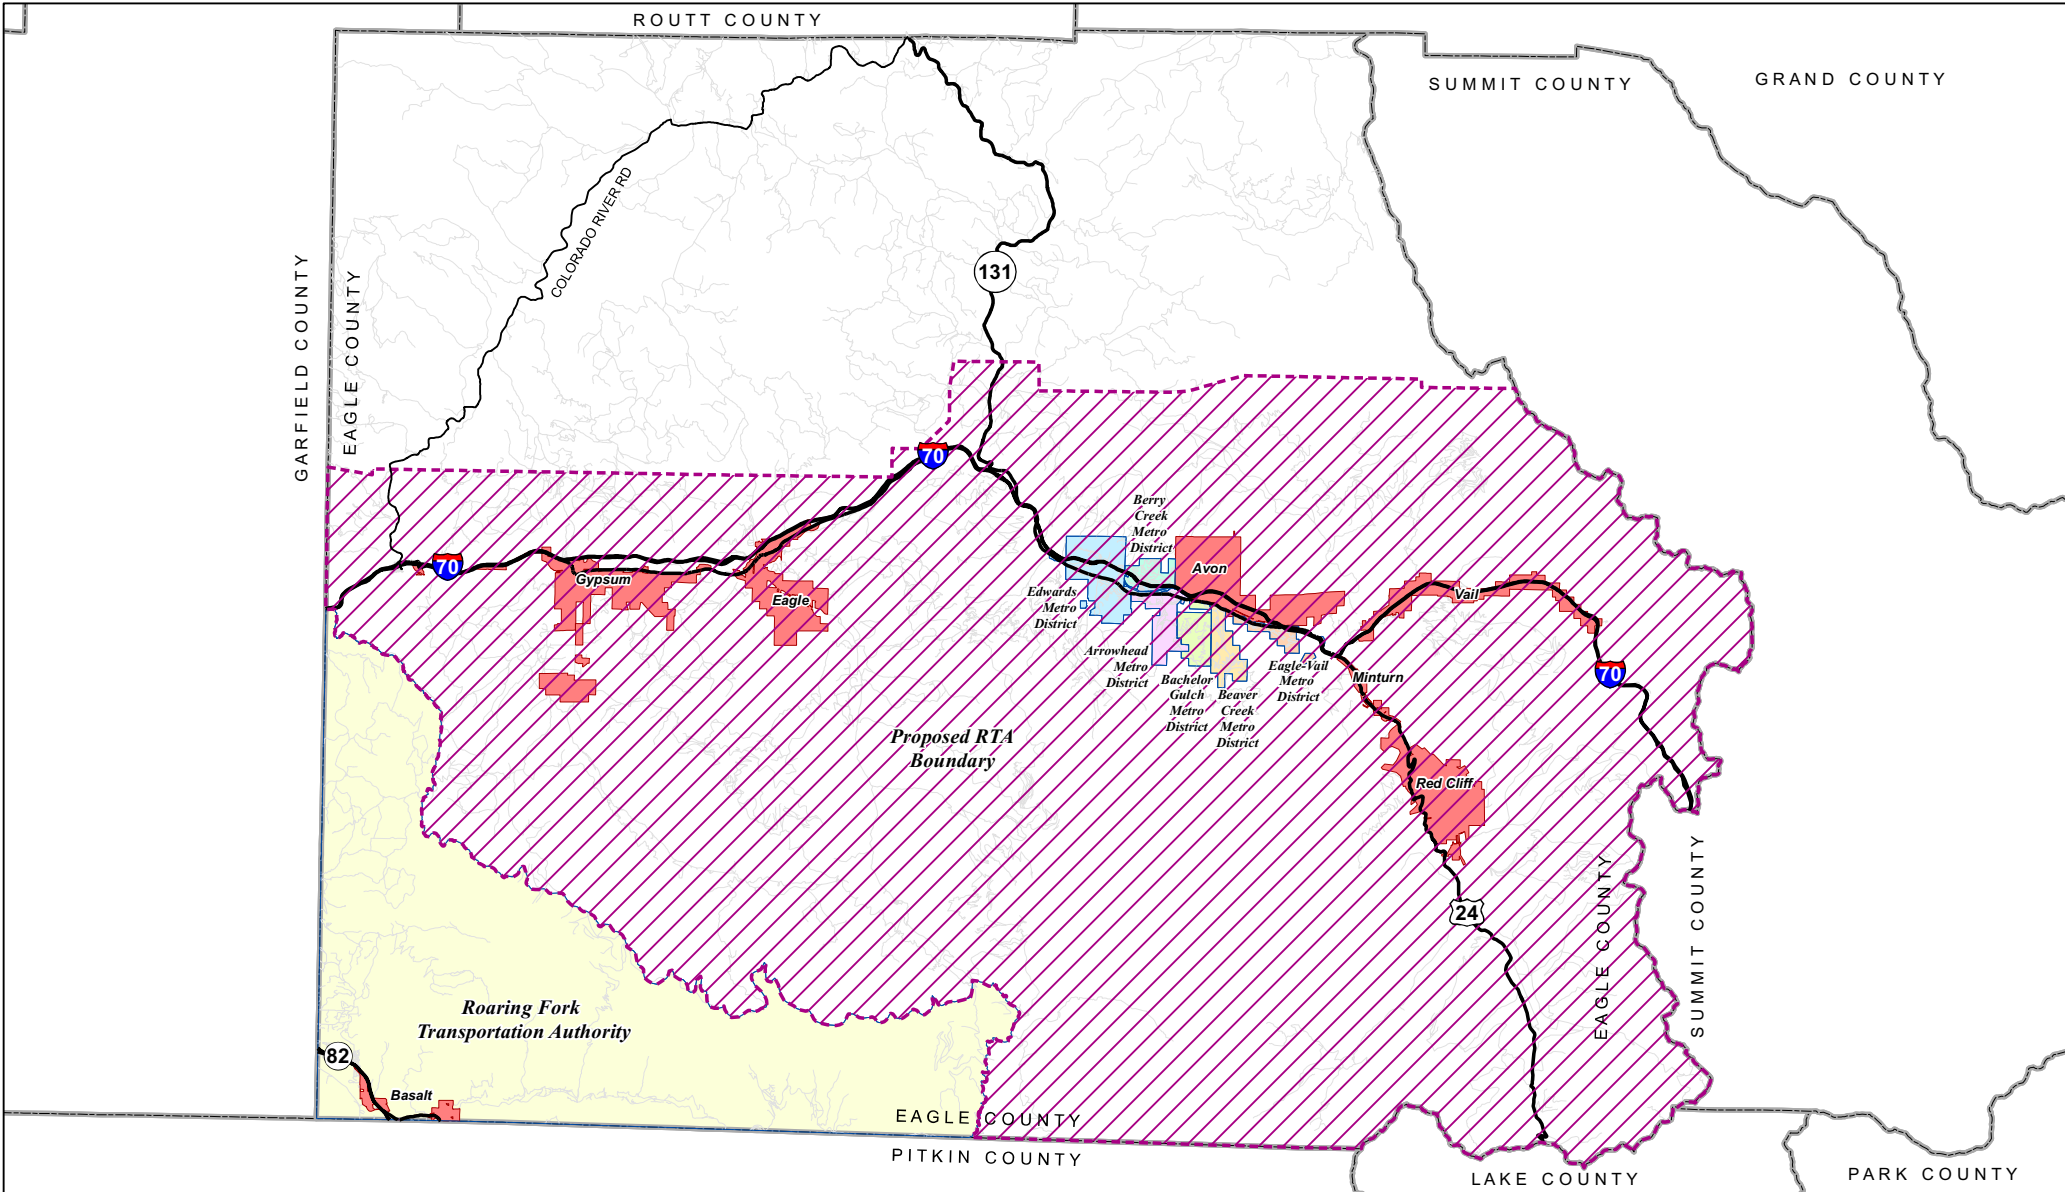 ROUTT COUNTY
SUMMIT COUNTY
GRAND COUNTY
COLORADO RIVER RD
131
GARFIELD COUNTY
EAGLE COUNTY
70
70
Berry
Creek
Metro
District
Avon
Gypsum
Eagle
Edwards
Metro
District
Vail
Arrowhead
Metro
District
Bachelor
Gulch
Metro
District
Beaver
Creek
Metro
District
Eagle-Vail
Metro
District
Minturn
70
Proposed RTA
Boundary
Red Cliff
24
EAGLE COUNTY
SUMMIT COUNTY
Roaring Fork
Transportation Authority
82
Basalt
EAGLE COUNTY
PITKIN COUNTY
LAKE COUNTY
PARK COUNTY